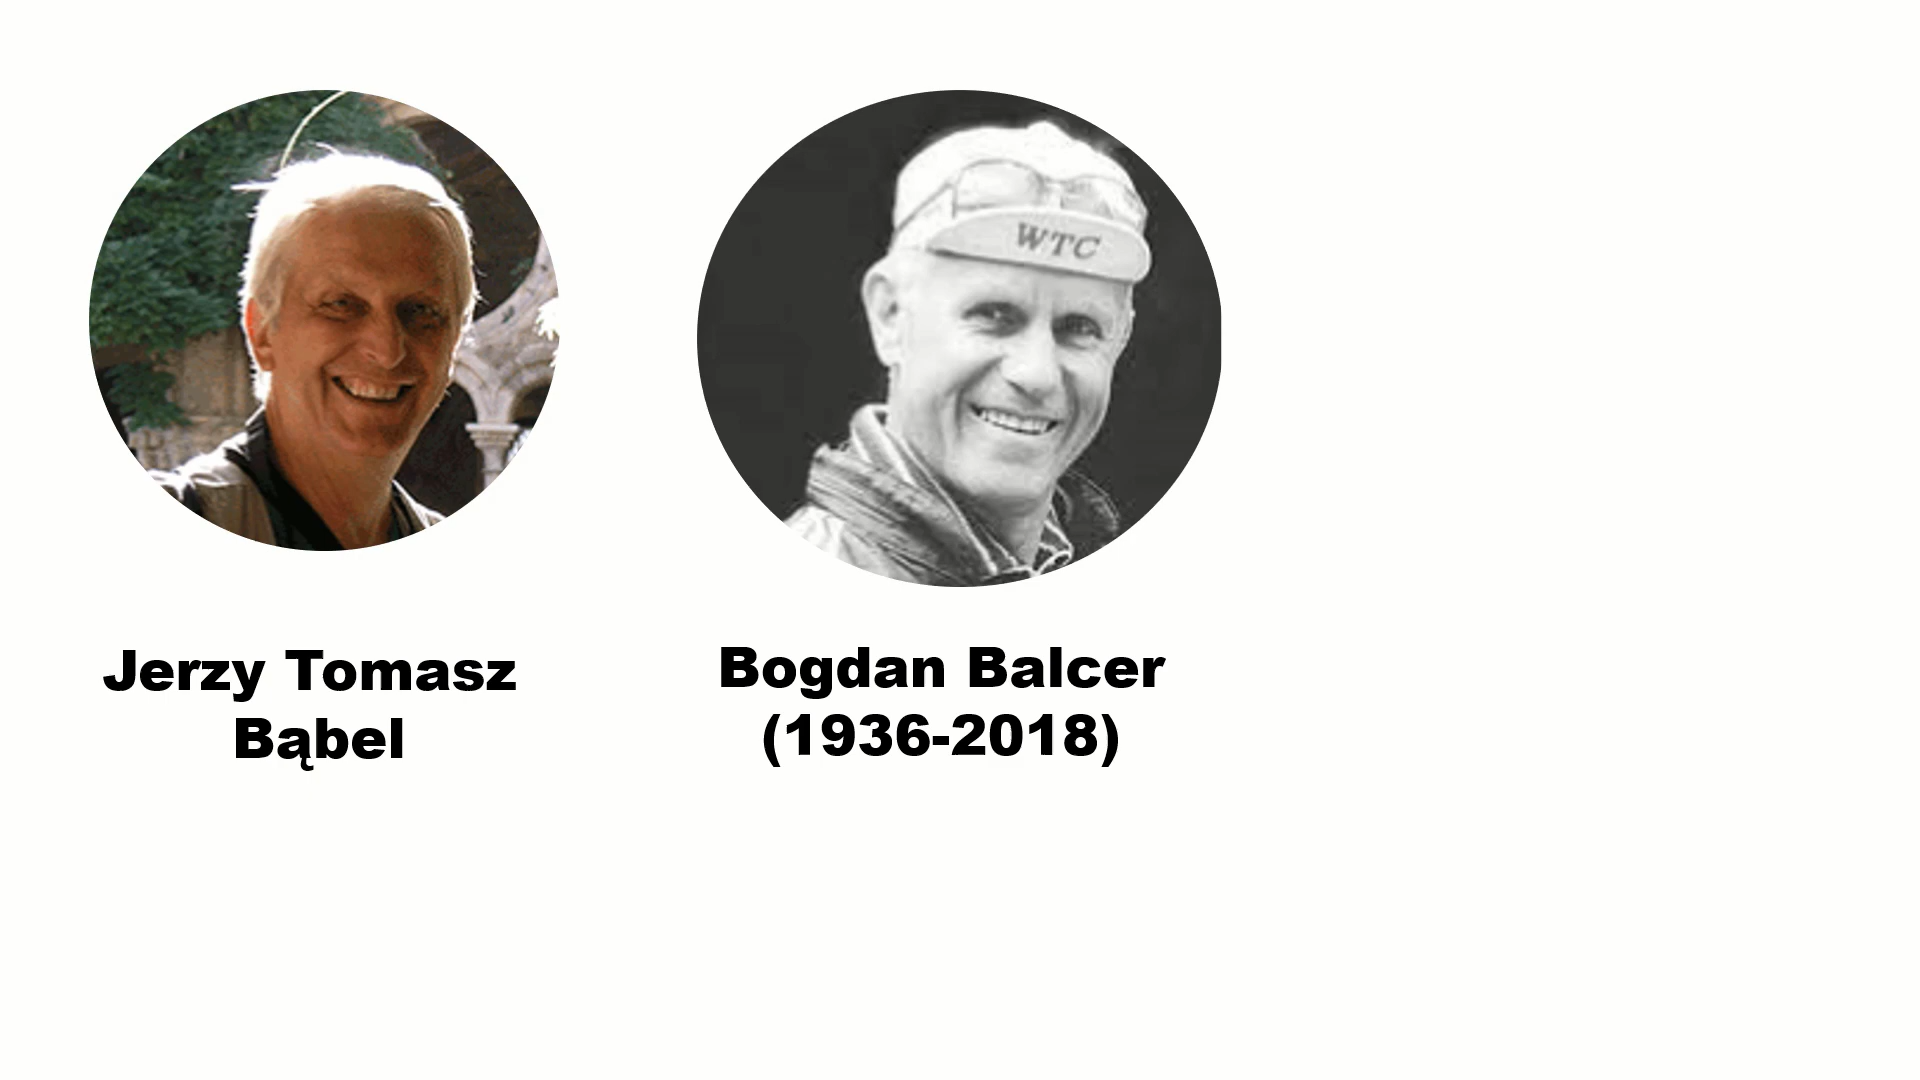 WTC
Jerzy Tomasz
Bąbel
Bogdan Balcer
(1936-2018)